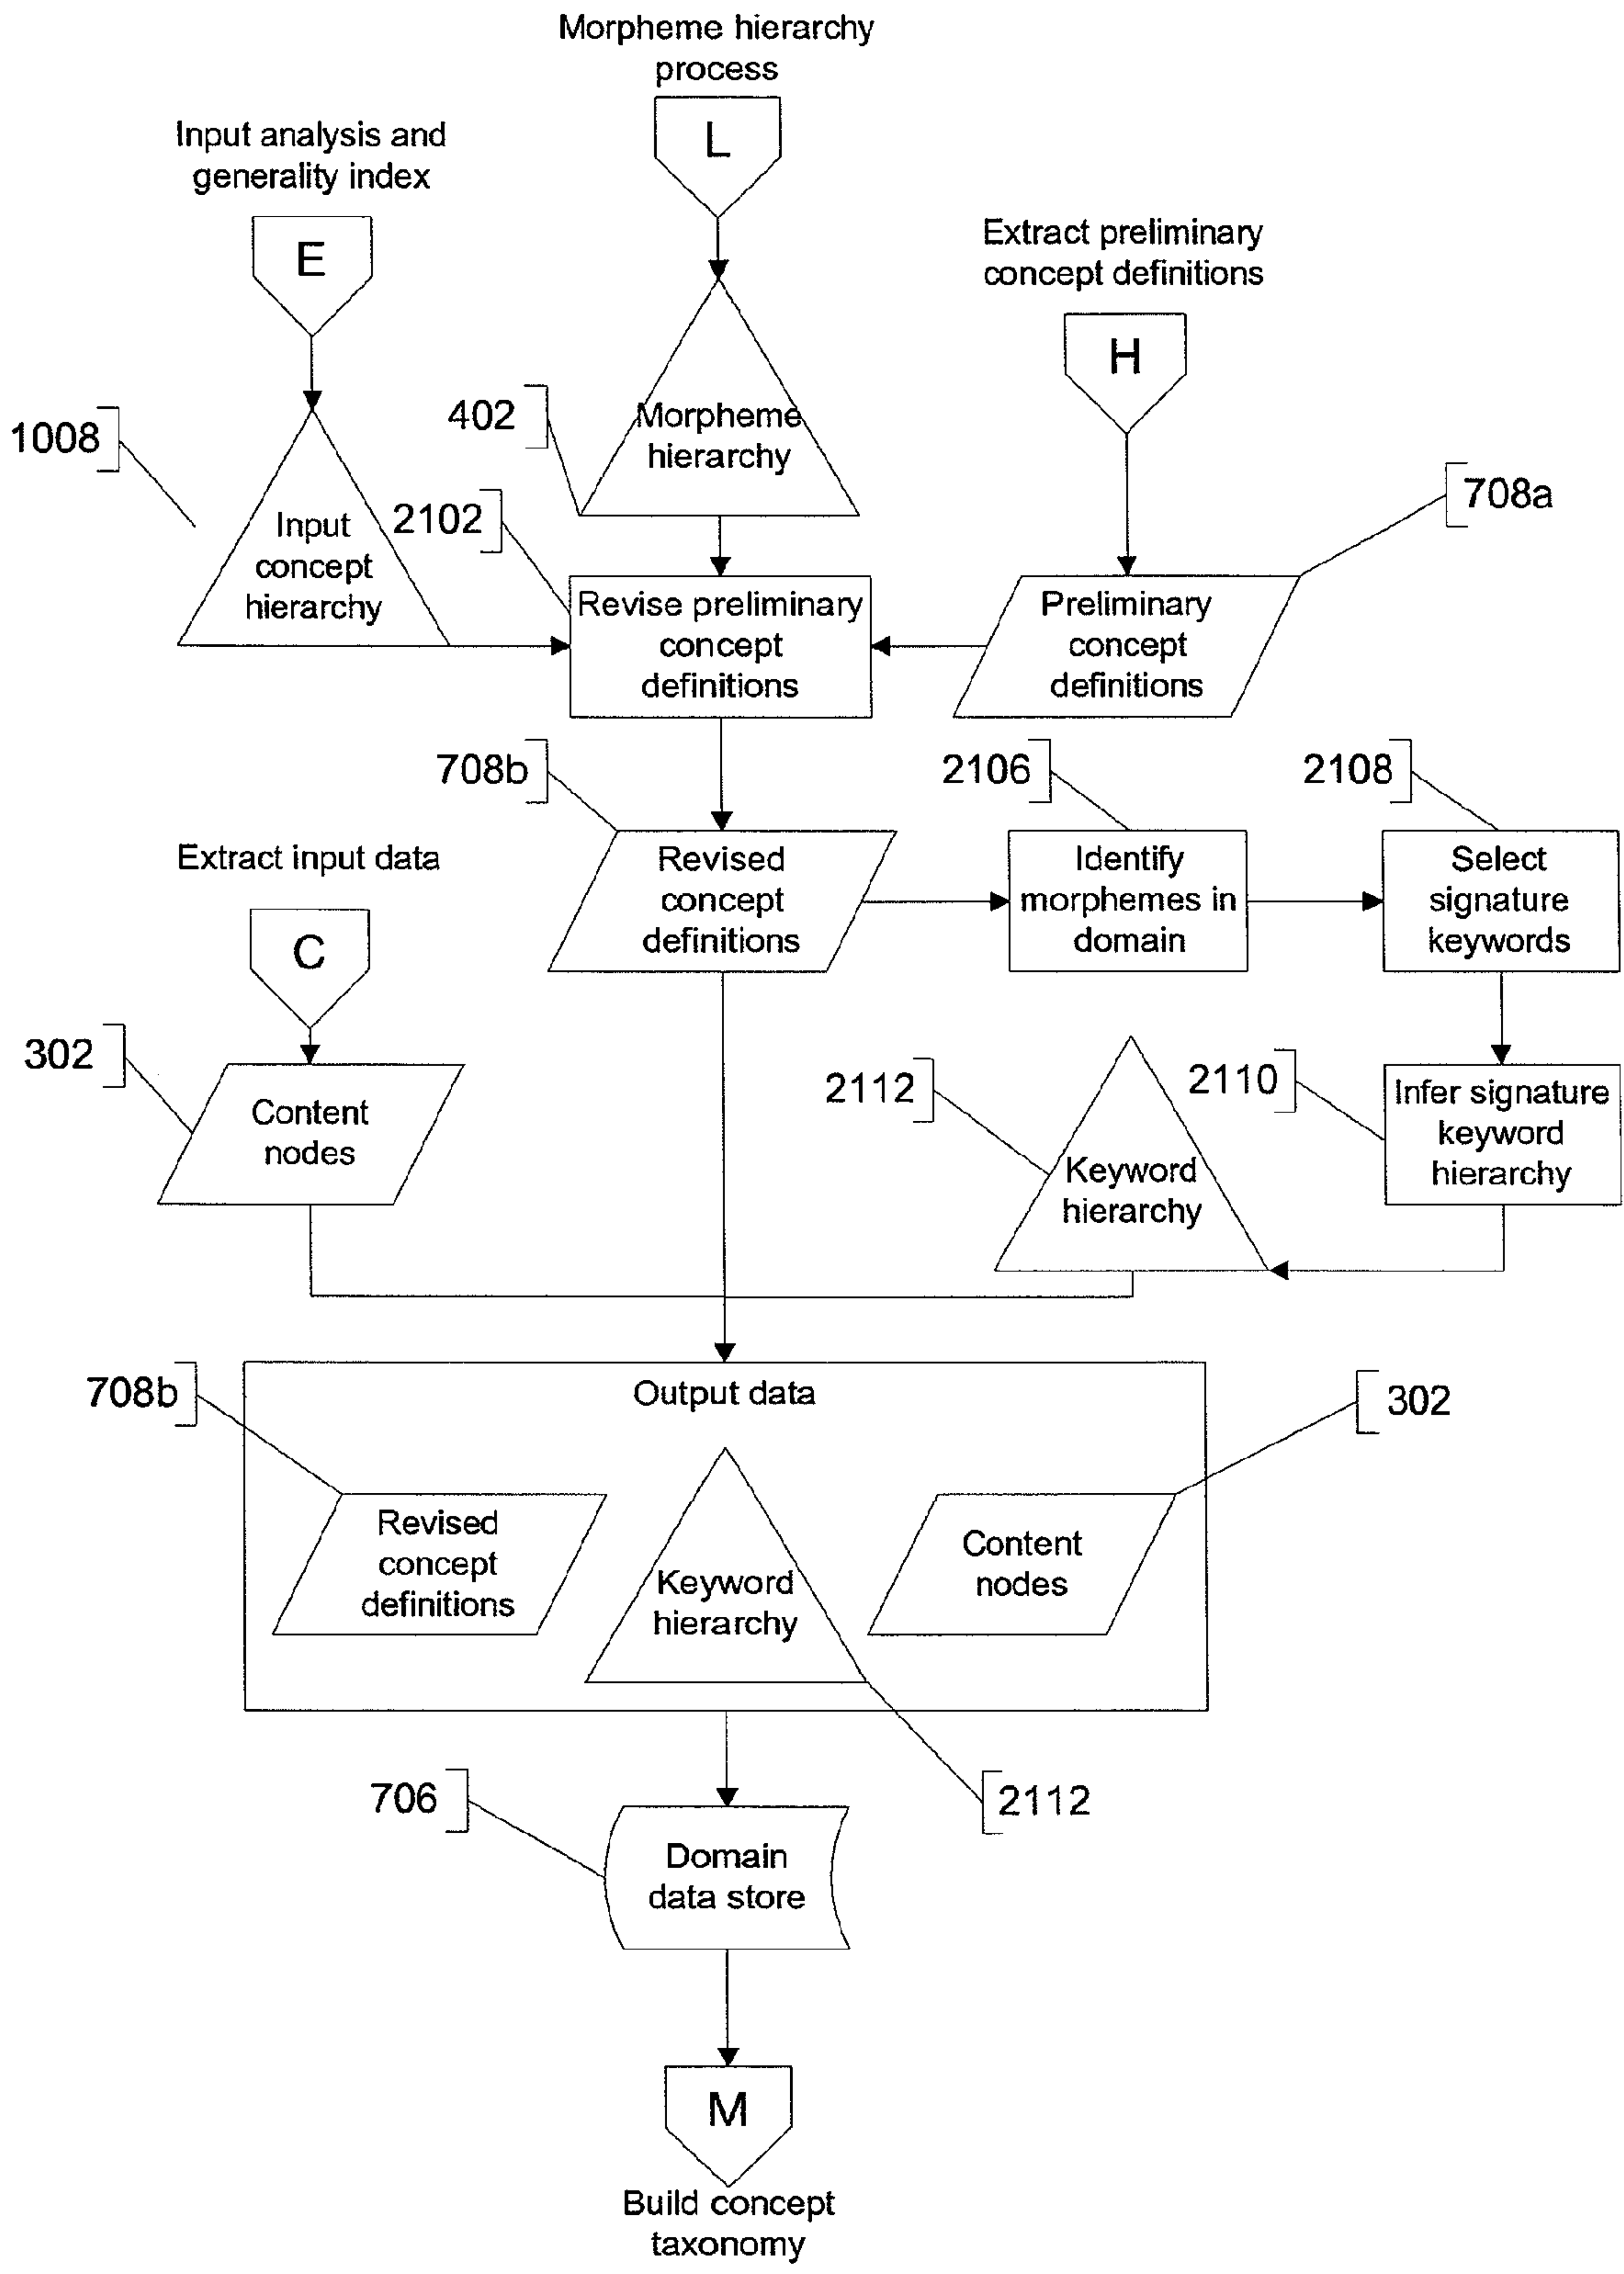 Morpheme hierarchy
process
L
Input analysis and
generality index
E
Extract preliminary
concept definitions
H
1008
402
Morpheme
hierarchy
708a
2102
Input
concept
hierarchy
Revise preliminary
concept
definitions
Preliminary
concept
definitions
708b
2106
2108
Extract input data
Revised
concept
definitions
Identify
morphemes in
domain
Select
signature
keywords
C
302
Content
nodes
2112
Keyword
hierarchy
2110
Infer signature
keyword
hierarchy
708b
Output data
302
Revised
concept
definitions
Keyword
hierarchy
Content
nodes
706
2112
Domain
data store
M
Build concept
taxonomy